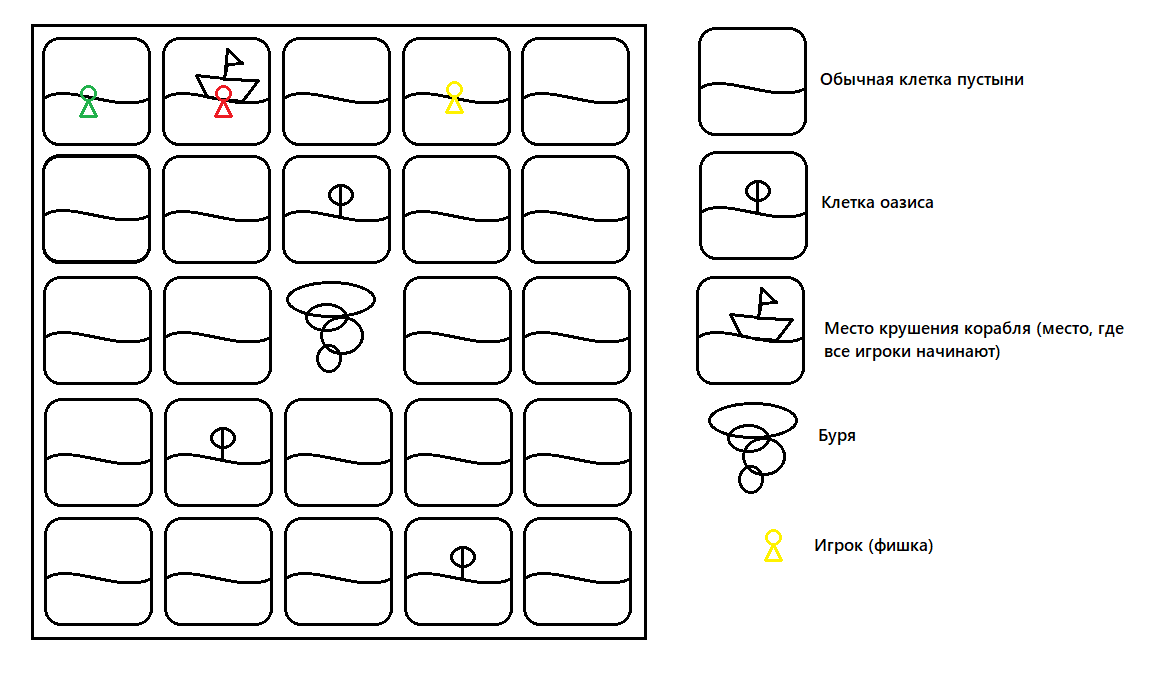 Обычная клетка пустыни
Клетка оазиса
Место крушения корабля (место, где
все игроки начинают)
Буря
Игрок (фишка)